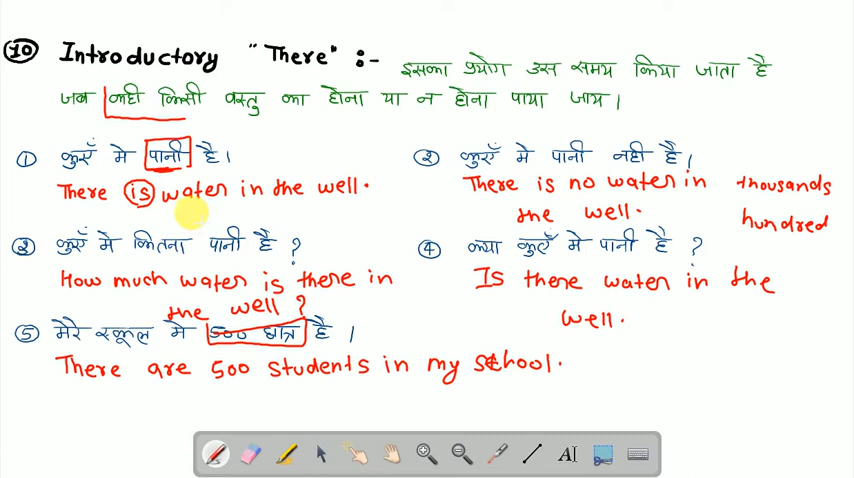 10 Introductory "There" :- इसका प्रयोग उस समय किया जाता है
जब कही किसी वस्तु का होना या न होना पाया जाय।
① कुएँ मे पानी है।
There is water in the well.
② कुएँ मे पानी नही है।
There is no water in
the well.
thousands
hundred
③ कुएँ मे कितना पानी है ?
How much water is there in
the well ?
④ क्या कुएँ मे पानी है ?
Is there water in the
well.
⑤ मेरे स्कूल मे 500 छात्र है ।
There are 500 students in my school.
AI